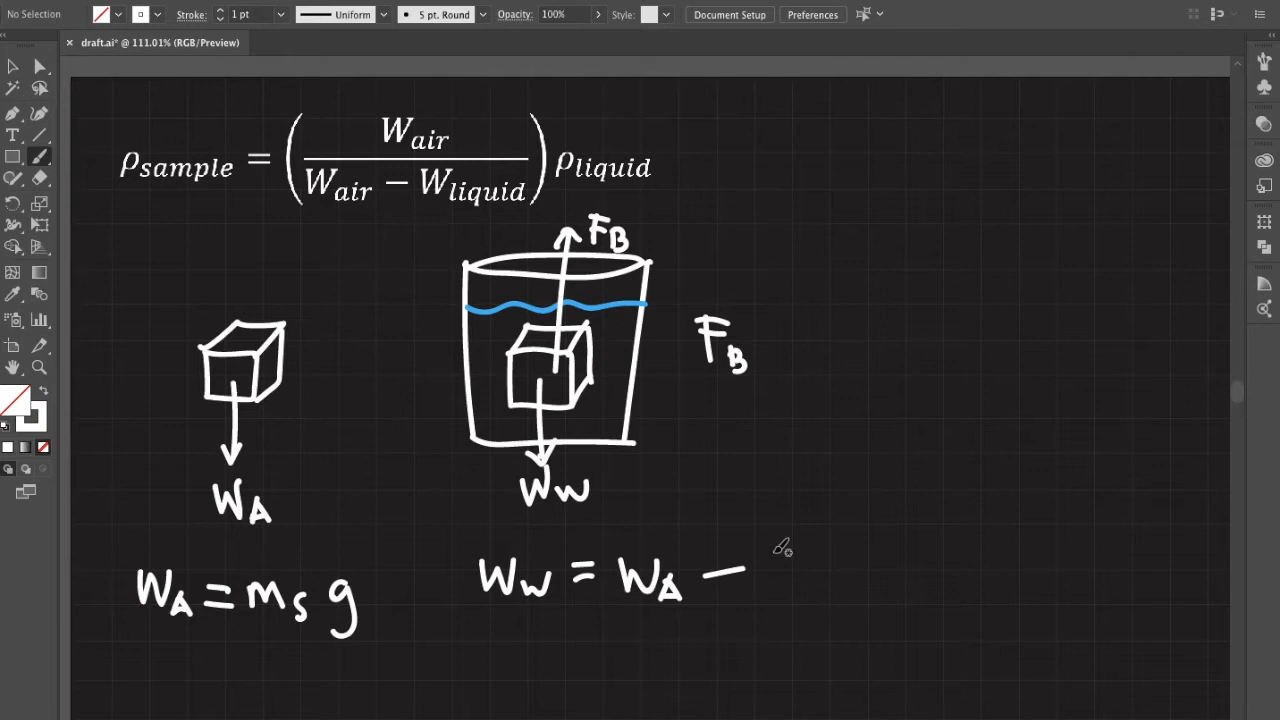 No Selection
Stroke: 1 pt Uniform 5 pt. Round Opacity: 100% Style: Document Setup Preferences
× draft.ai* @ 111.01% (RGB/Preview)
ρsample = (Wair / Wair − Wliquid) ρliquid
FB
FB
WA
Ww
WA = ms g
Ww = WA −